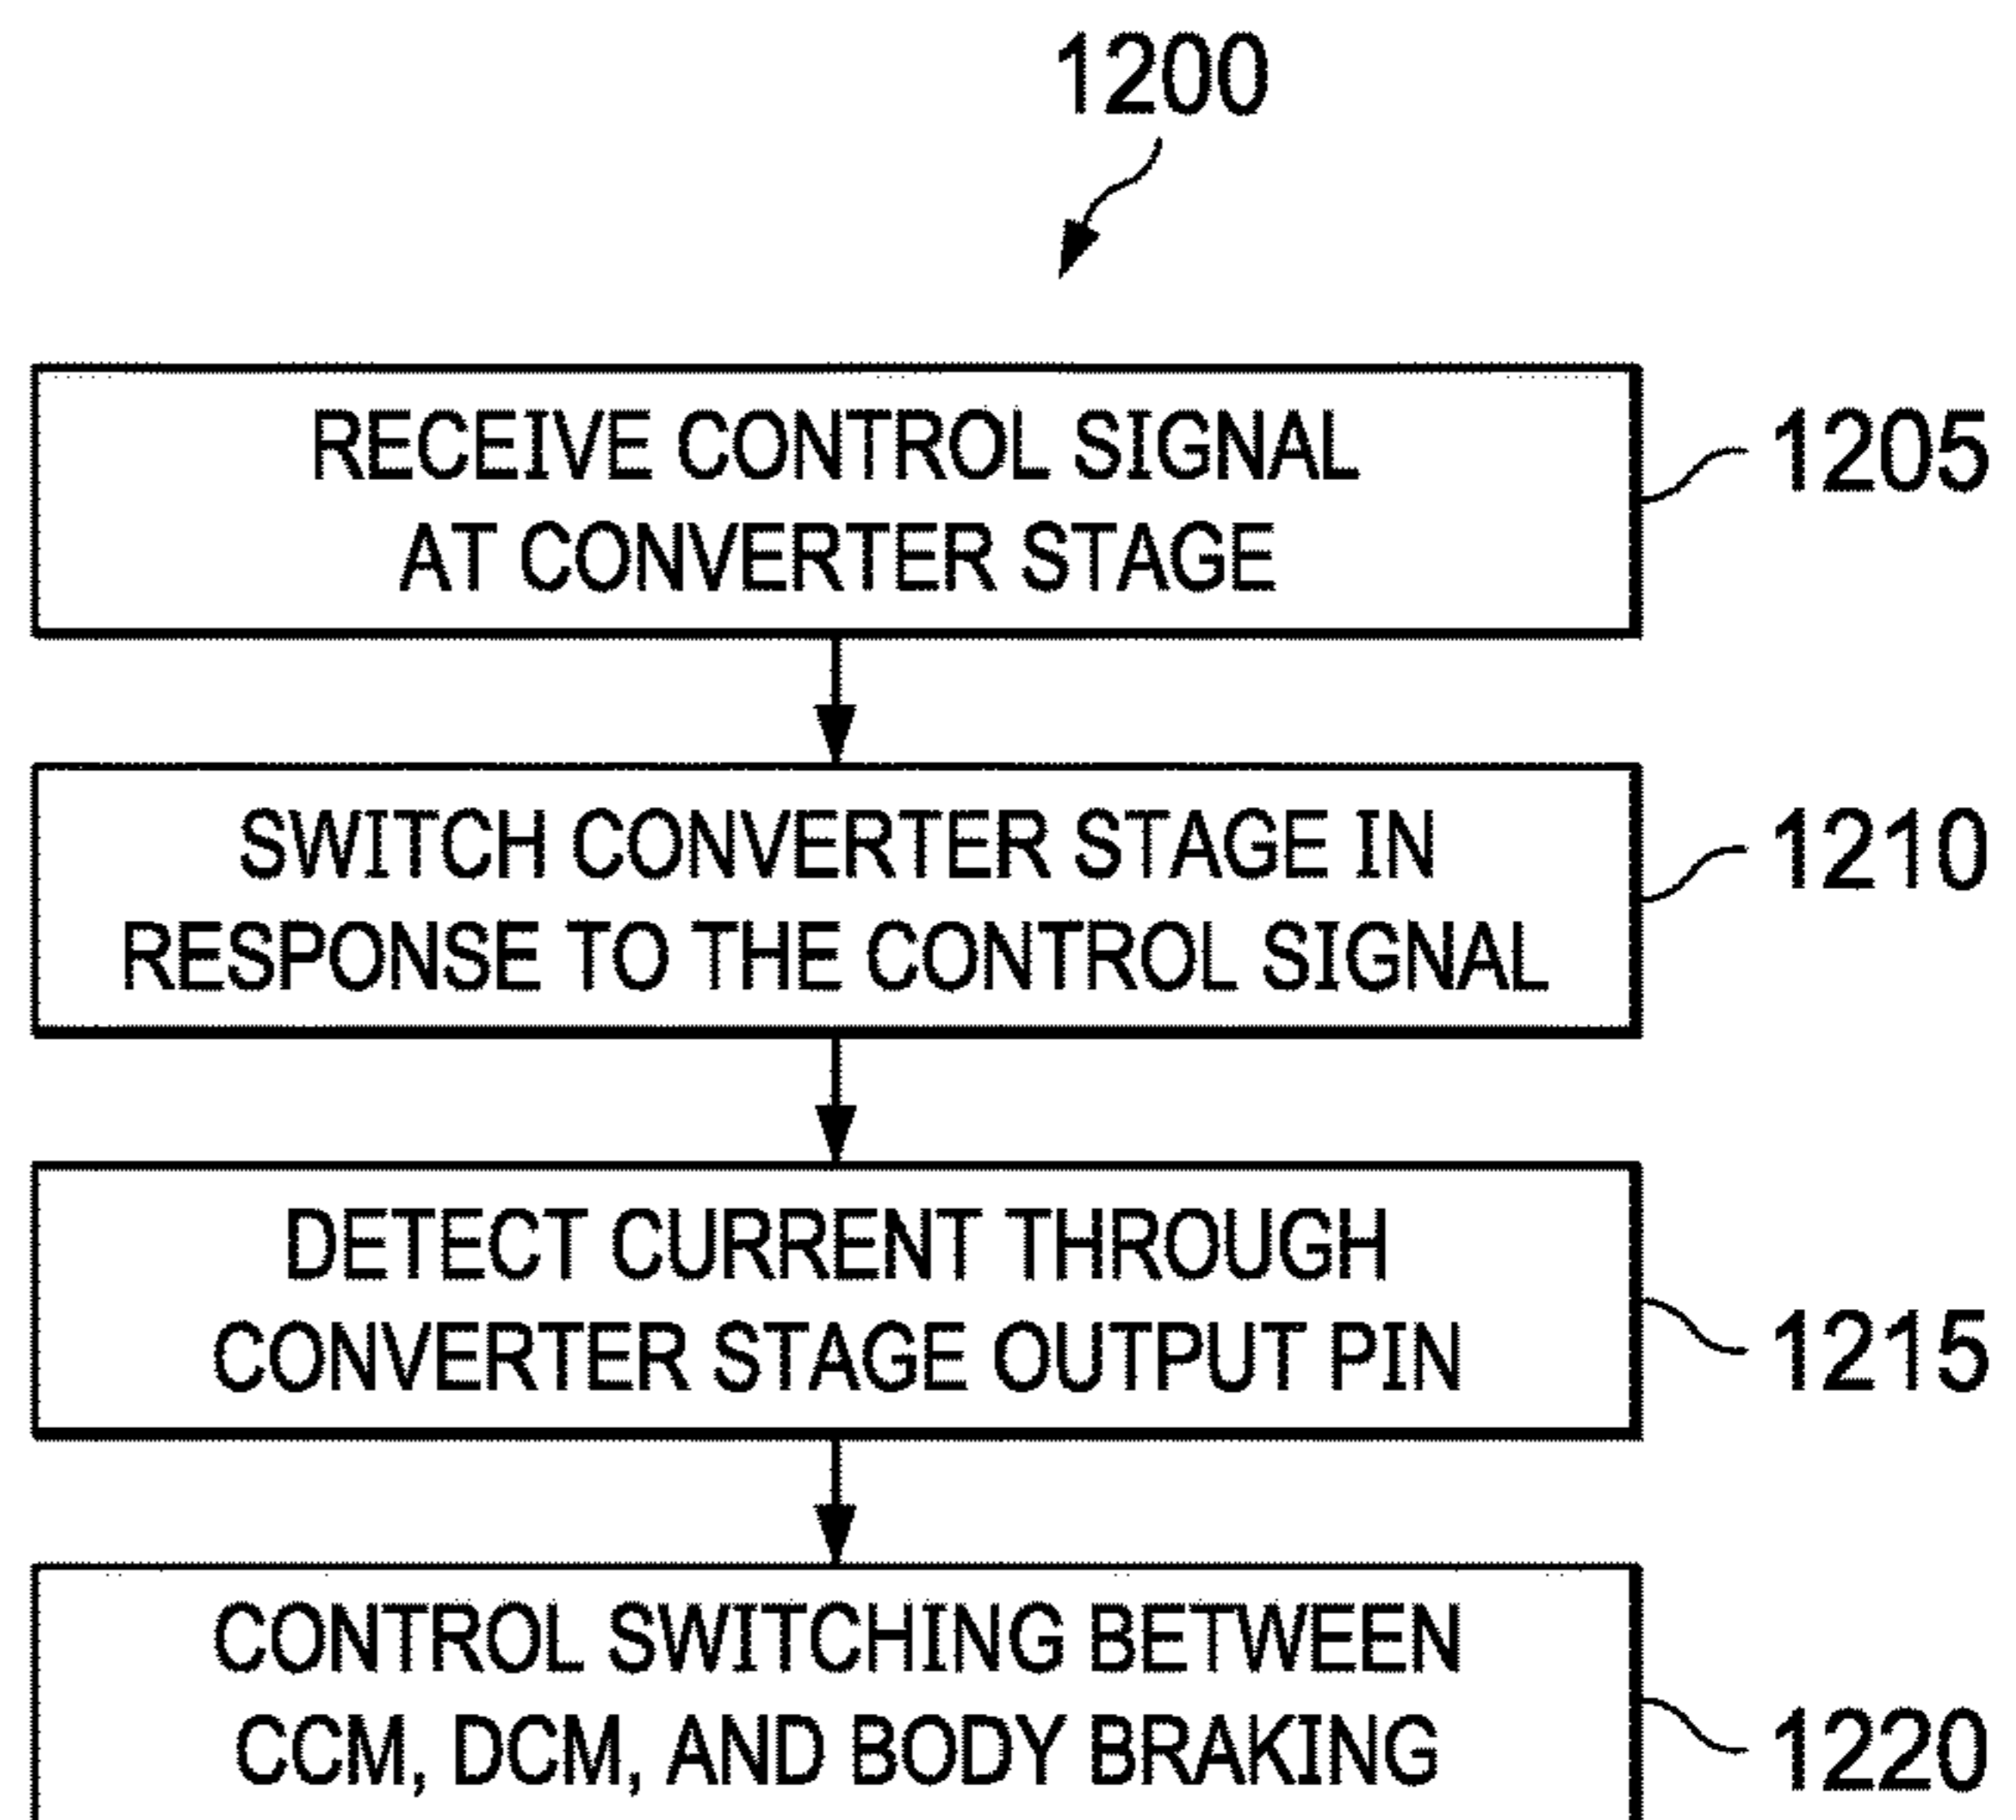 1200
RECEIVE CONTROL SIGNAL
AT CONVERTER STAGE
1205
SWITCH CONVERTER STAGE IN
RESPONSE TO THE CONTROL SIGNAL
1210
DETECT CURRENT THROUGH
CONVERTER STAGE OUTPUT PIN
1215
CONTROL SWITCHING BETWEEN
CCM, DCM, AND BODY BRAKING
1220